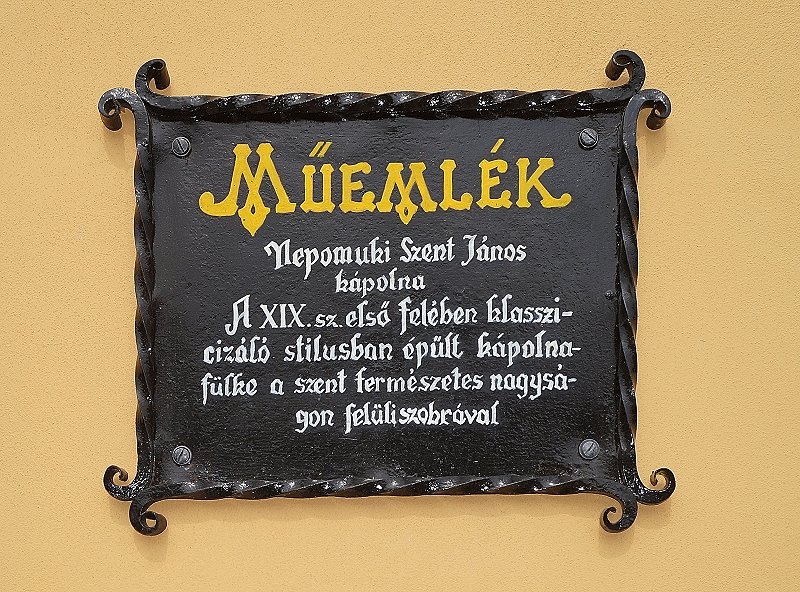 MŰEMLÉK
Nepomuki Szent János
kápolna
A XIX. sz. első felében klasszi-
cizáló stilusban épült kápolna-
fülke a szent természetes nagysá-
gon felüli szobrával